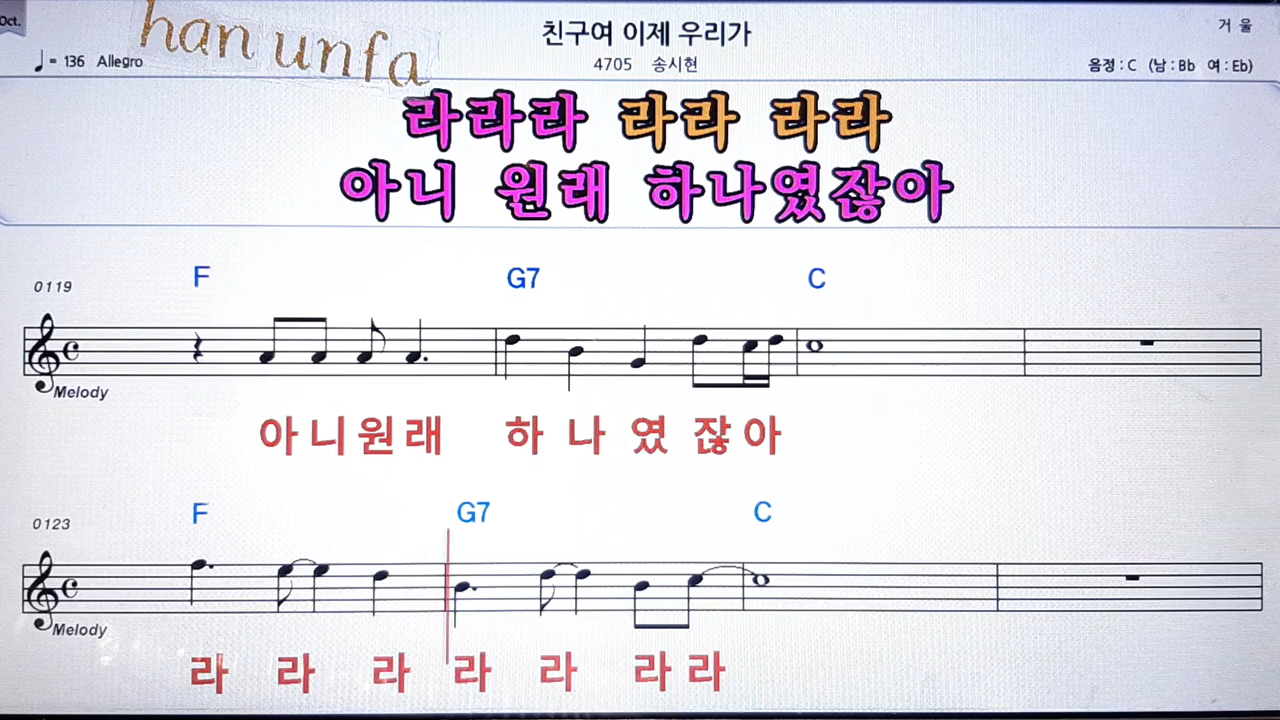 Oct.
han unfa
친구여 이제 우리가
거 울
♩ = 136 Allegro
4705 송시현
음정 : C (남 : Bb 여 : Eb)
라라라 라라 라라
아니 원래 하나였잖아
F G7 C
0119
Melody
아니원래 하 나 였 잖 아
F G7 C
0123
Melody
라 라 라 라 라 라 라